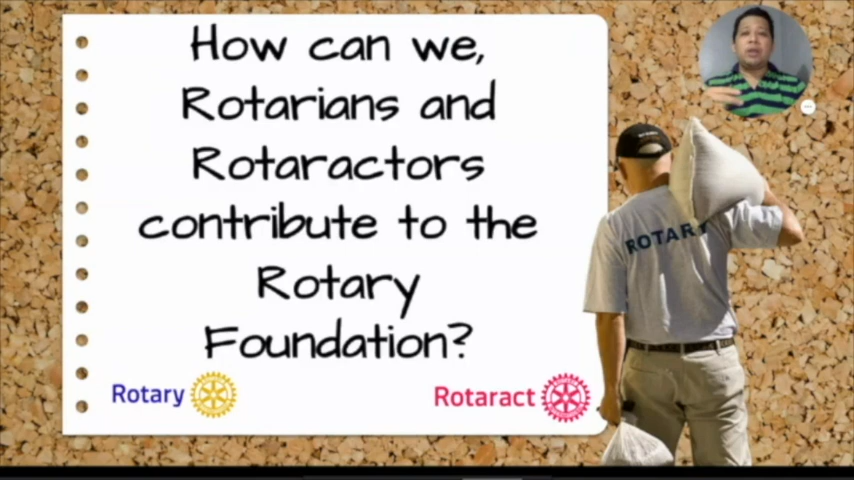 How can we,
Rotarians and
Rotaractors
contribute to the
Rotary
Foundation?
Rotary
Rotaract
ROTARY